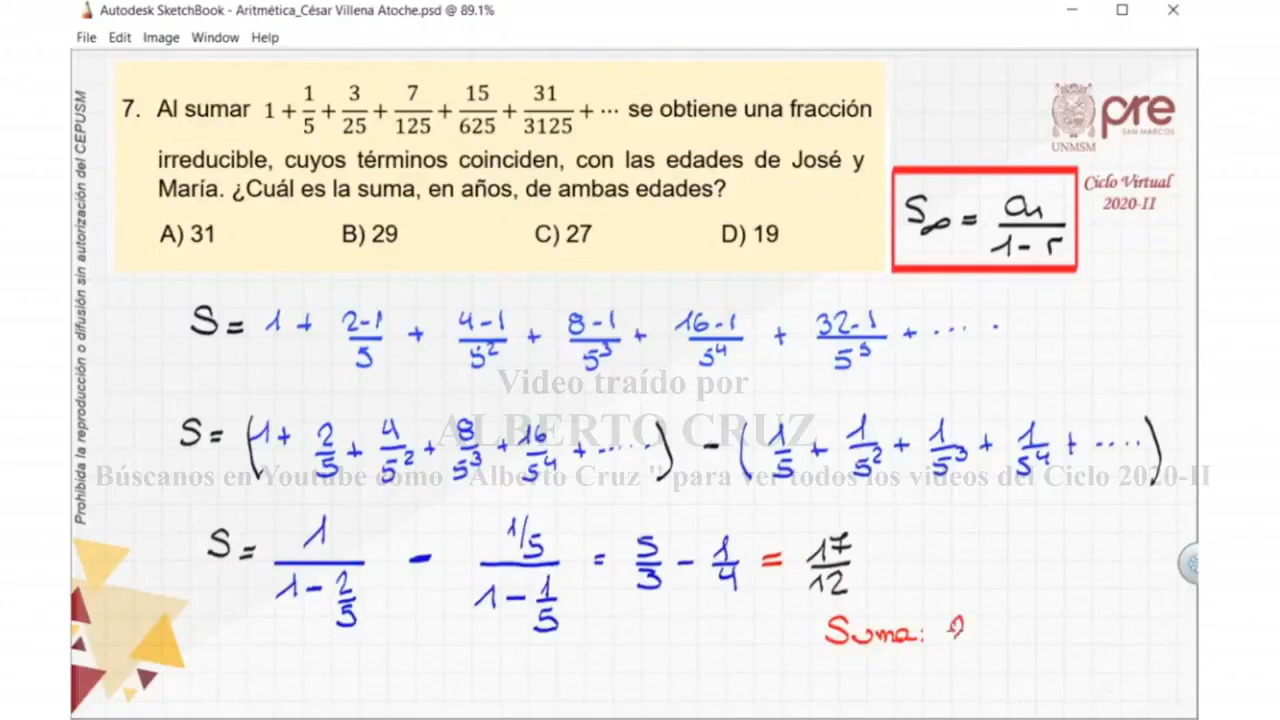 Autodesk SketchBook - Aritmética_César Villena Atoche.psd @ 89.1%
File Edit Image Window Help
Prohibida la reproducción o difusión sin autorización del CEPUSM
7. Al sumar 1 + 1/5 + 3/25 + 7/125 + 15/625 + 31/3125 + ⋯ se obtiene una fracción
irreducible, cuyos términos coinciden, con las edades de José y
María. ¿Cuál es la suma, en años, de ambas edades?
A) 31 B) 29 C) 27 D) 19
UNMSM
pre
SAN MARCOS
Ciclo Virtual
2020-II
S∞ = a₁/(1 - r)
S = 1 + (2-1)/5 + (4-1)/5² + (8-1)/5³ + (16-1)/5⁴ + (32-1)/5⁵ + ....
Video traído por
ALBERTO CRUZ
S = (1 + 2/5 + 4/5² + 8/5³ + 16/5⁴ + .....) - (1/5 + 1/5² + 1/5³ + 1/5⁴ + ....)
Búscanos en Youtube como "Alberto Cruz" para ver todos los videos del Ciclo 2020-II
S = 1/(1 - 2/5) - (1/5)/(1 - 1/5) = 5/3 - 1/4 = 17/12
Suma: